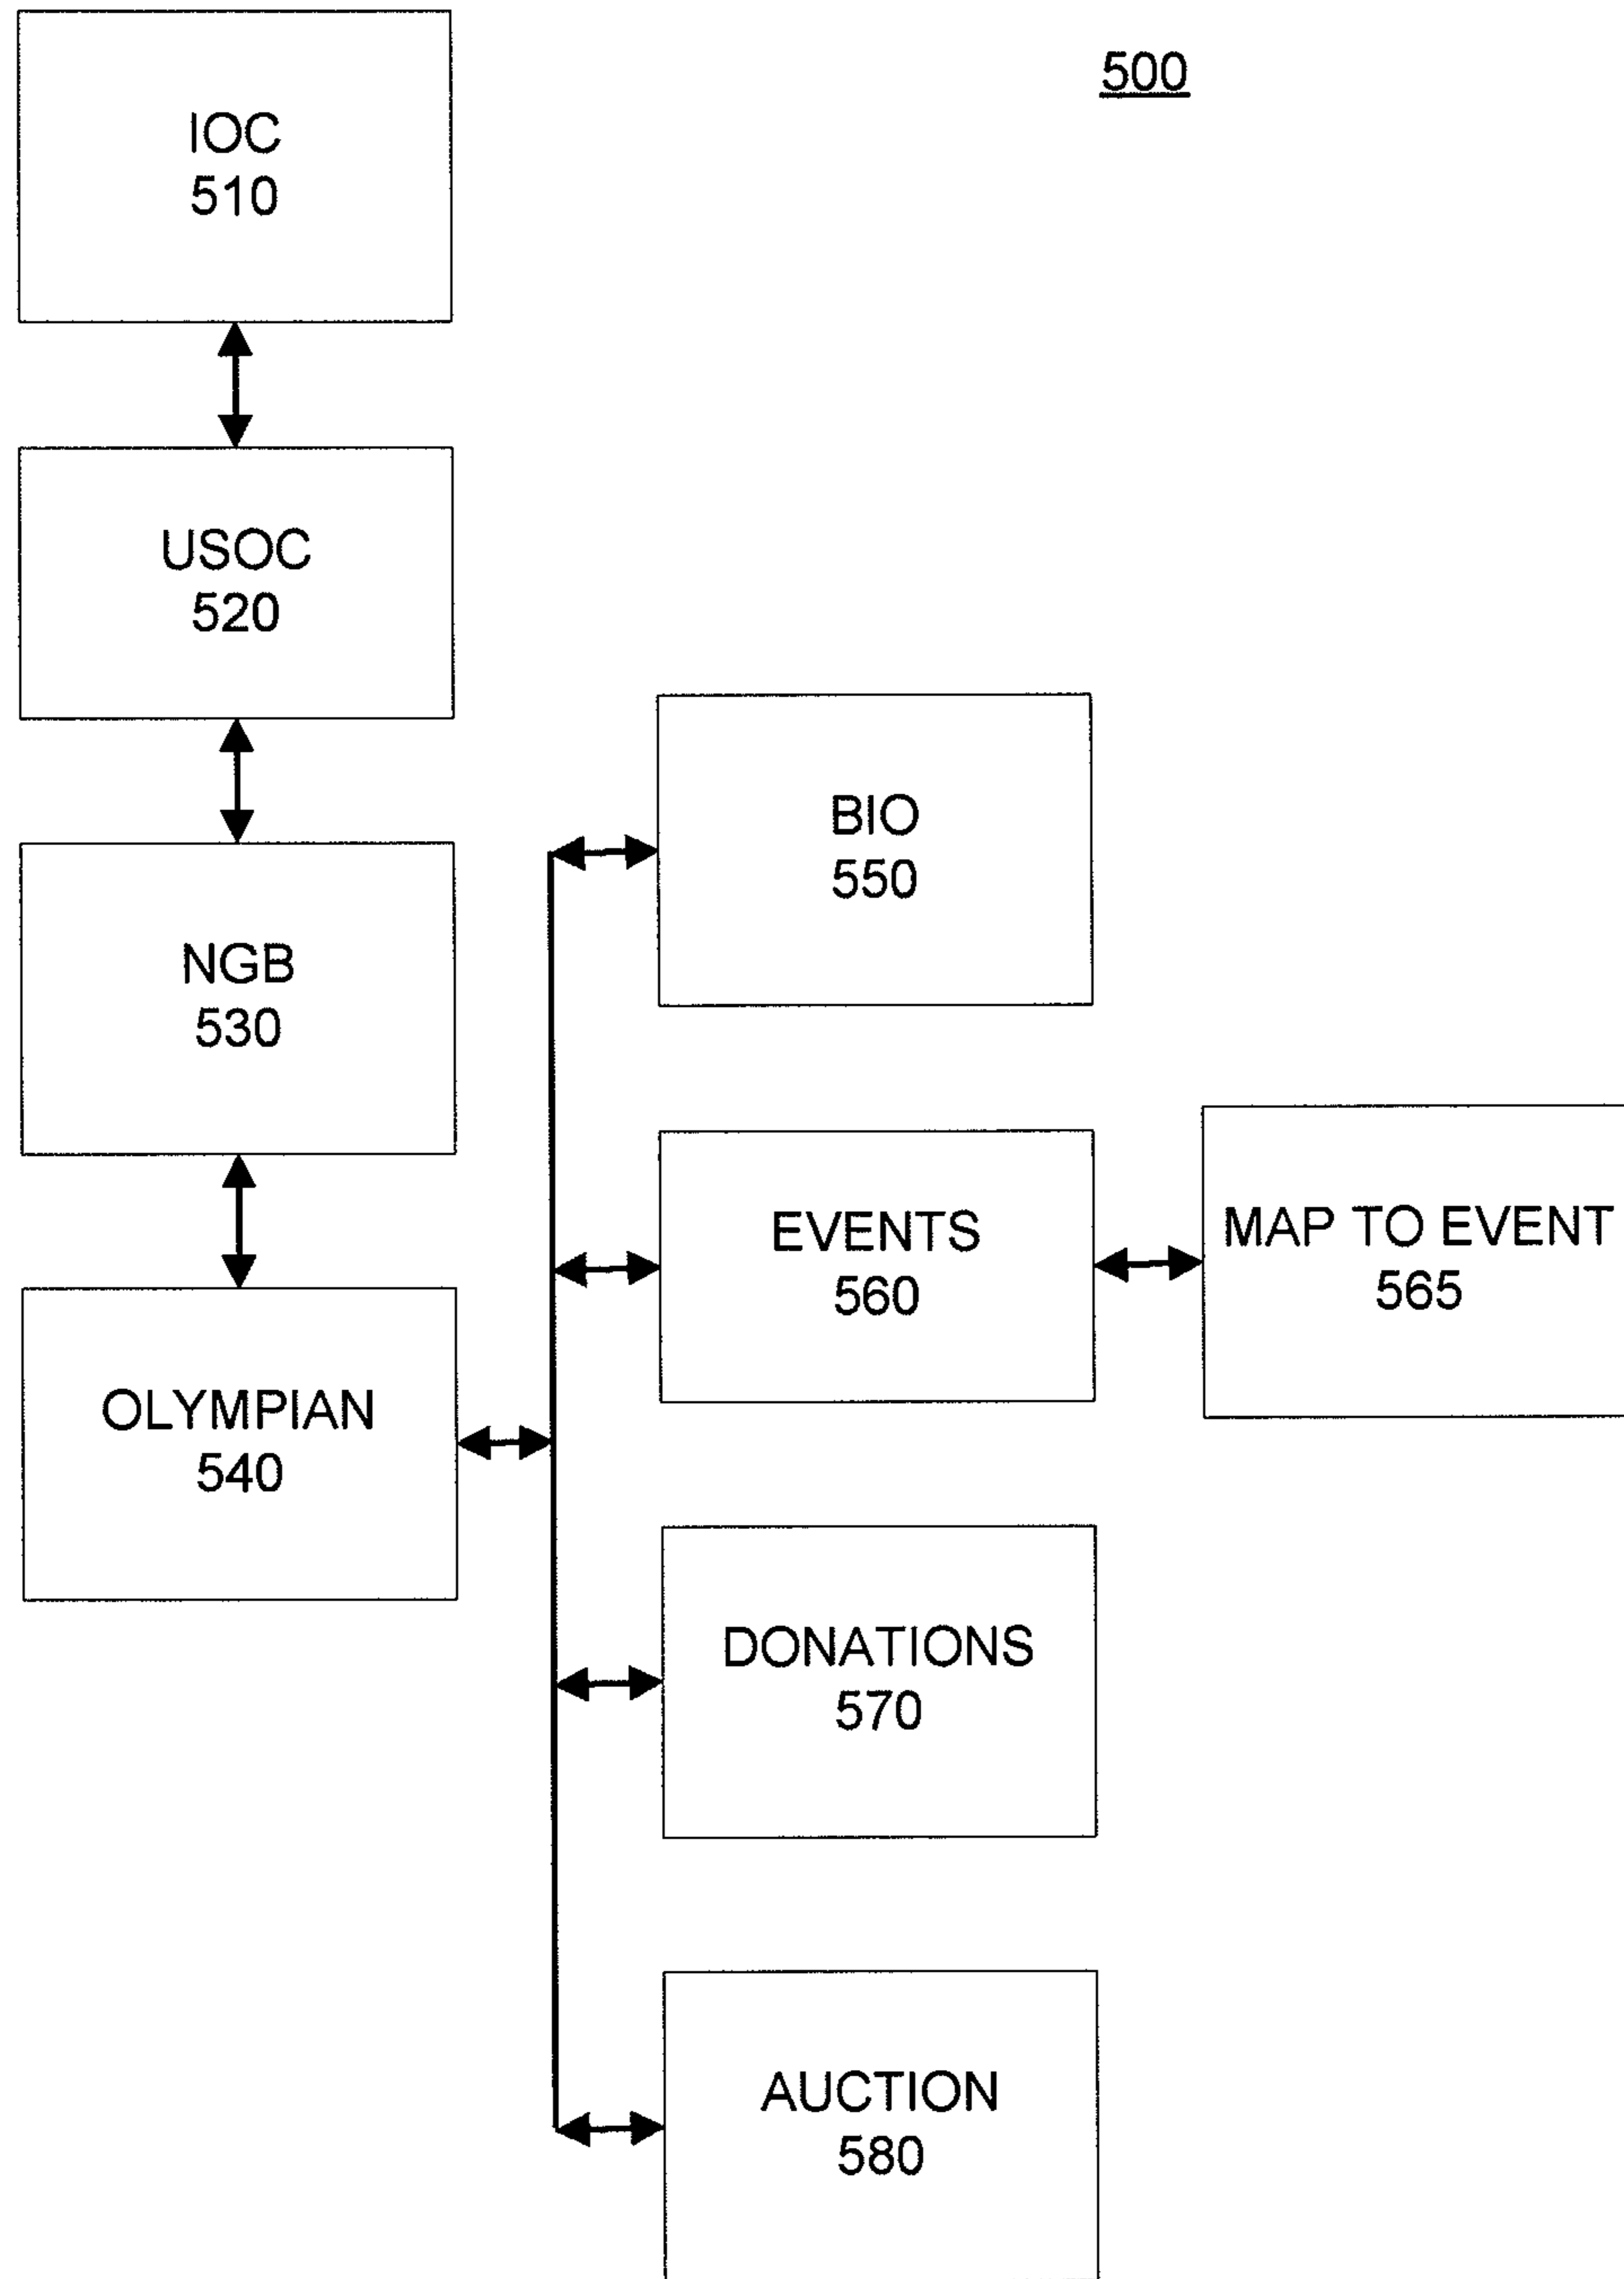 500
IOC
510
USOC
520
NGB
530
OLYMPIAN
540
BIO
550
EVENTS
560
MAP TO EVENT
565
DONATIONS
570
AUCTION
580